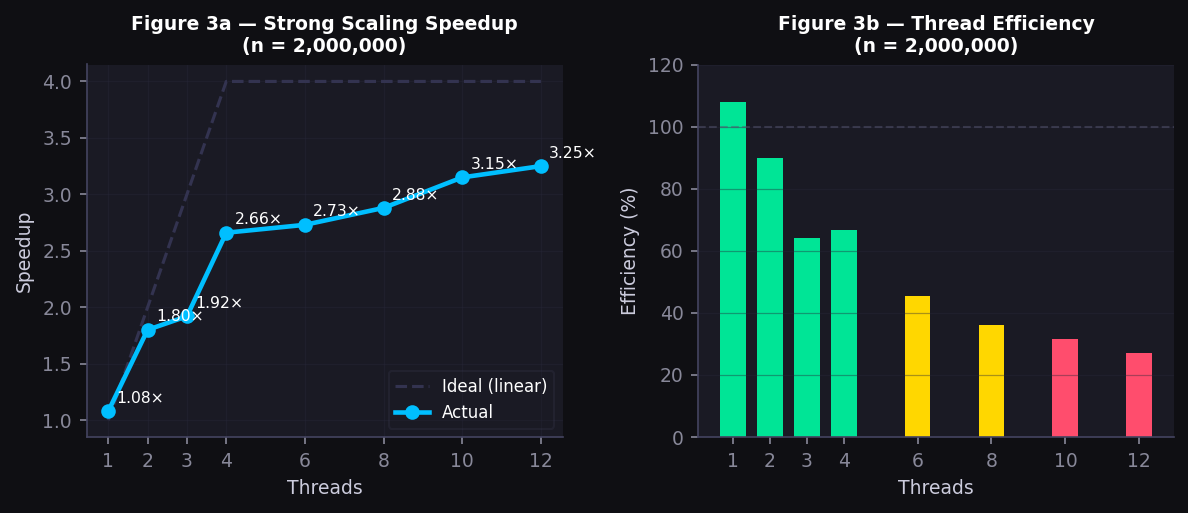 Figure 3a — Strong Scaling Speedup
(n = 2,000,000)
Speedup
4.0
3.5
3.0
2.5
2.0
1.5
1.0
1.08×
1.80×
1.92×
2.66×
2.73×
2.88×
3.15×
3.25×
Ideal (linear)
Actual
1 2 3 4 6 8 10 12
Threads
Figure 3b — Thread Efficiency
(n = 2,000,000)
Efficiency (%)
120
100
80
60
40
20
0
1 2 3 4 6 8 10 12
Threads